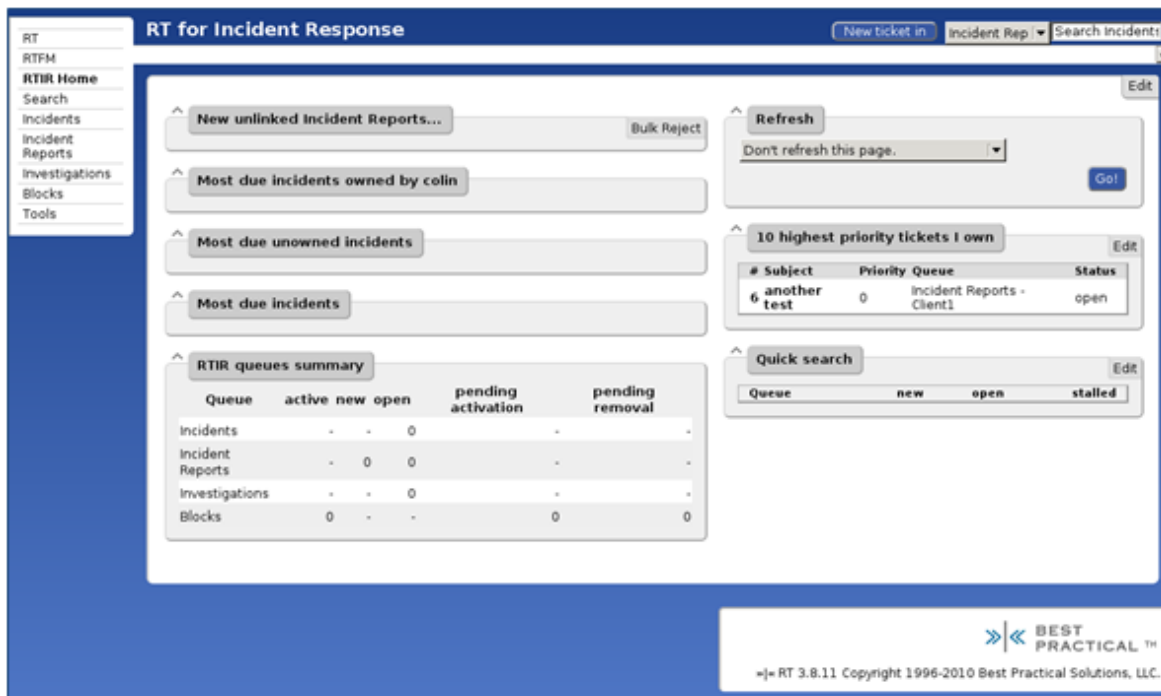 RT
RTFM
RTIR Home
Search
Incidents
Incident
Reports
Investigations
Blocks
Tools
RT for Incident Response
New ticket in
Incident Rep
Search Incidents
Edit
New unlinked Incident Reports...
Bulk Reject
Most due incidents owned by colin
Most due unowned incidents
Most due incidents
RTIR queues summary
Queue active new open pending activation pending removal
Incidents - - 0 - -
Incident Reports - 0 0 - -
Investigations - - 0 - -
Blocks 0 - - 0 0
Refresh
Don't refresh this page.
Go!
10 highest priority tickets I own
Edit
# Subject Priority Queue Status
6 another test 0 Incident Reports - Client1 open
Quick search
Edit
Queue new open stalled
»|« BEST
PRACTICAL ™
»|« RT 3.8.11 Copyright 1996-2010 Best Practical Solutions, LLC.